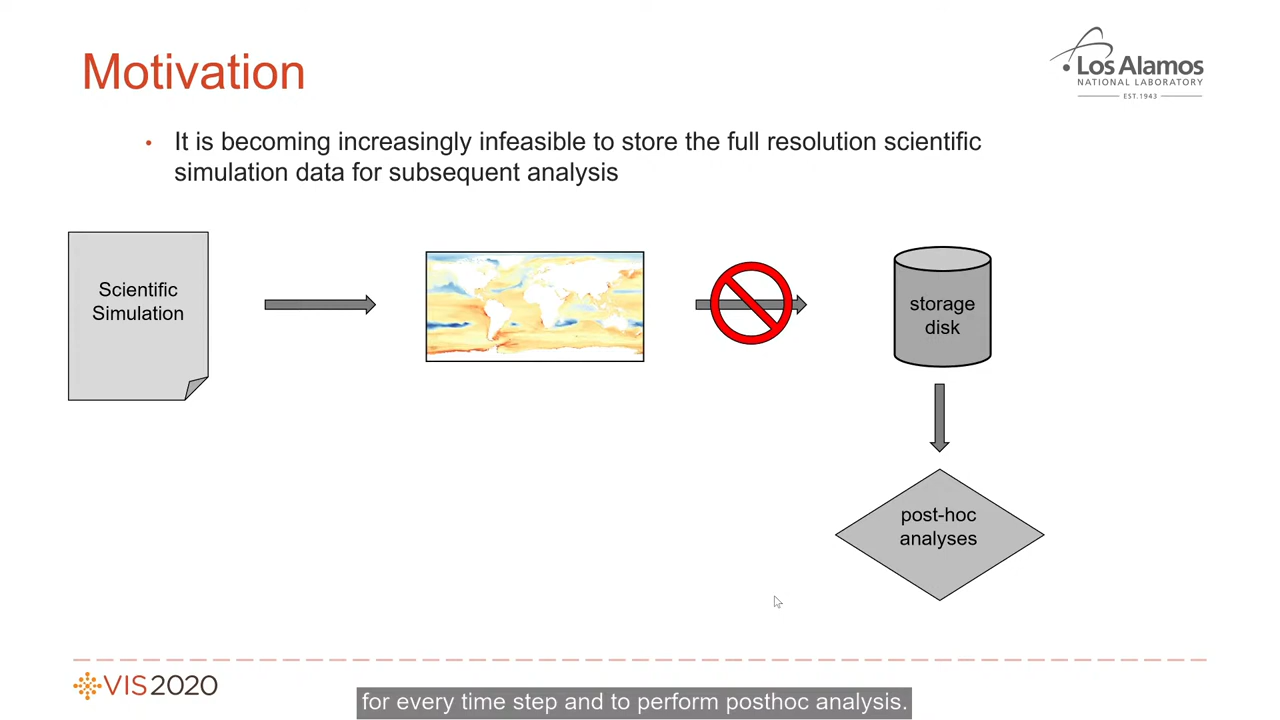 Motivation
Los Alamos
NATIONAL LABORATORY
EST.1943
• It is becoming increasingly infeasible to store the full resolution scientific
simulation data for subsequent analysis
Scientific
Simulation
storage
disk
post-hoc
analyses
VIS2020
for every time step and to perform posthoc analysis.